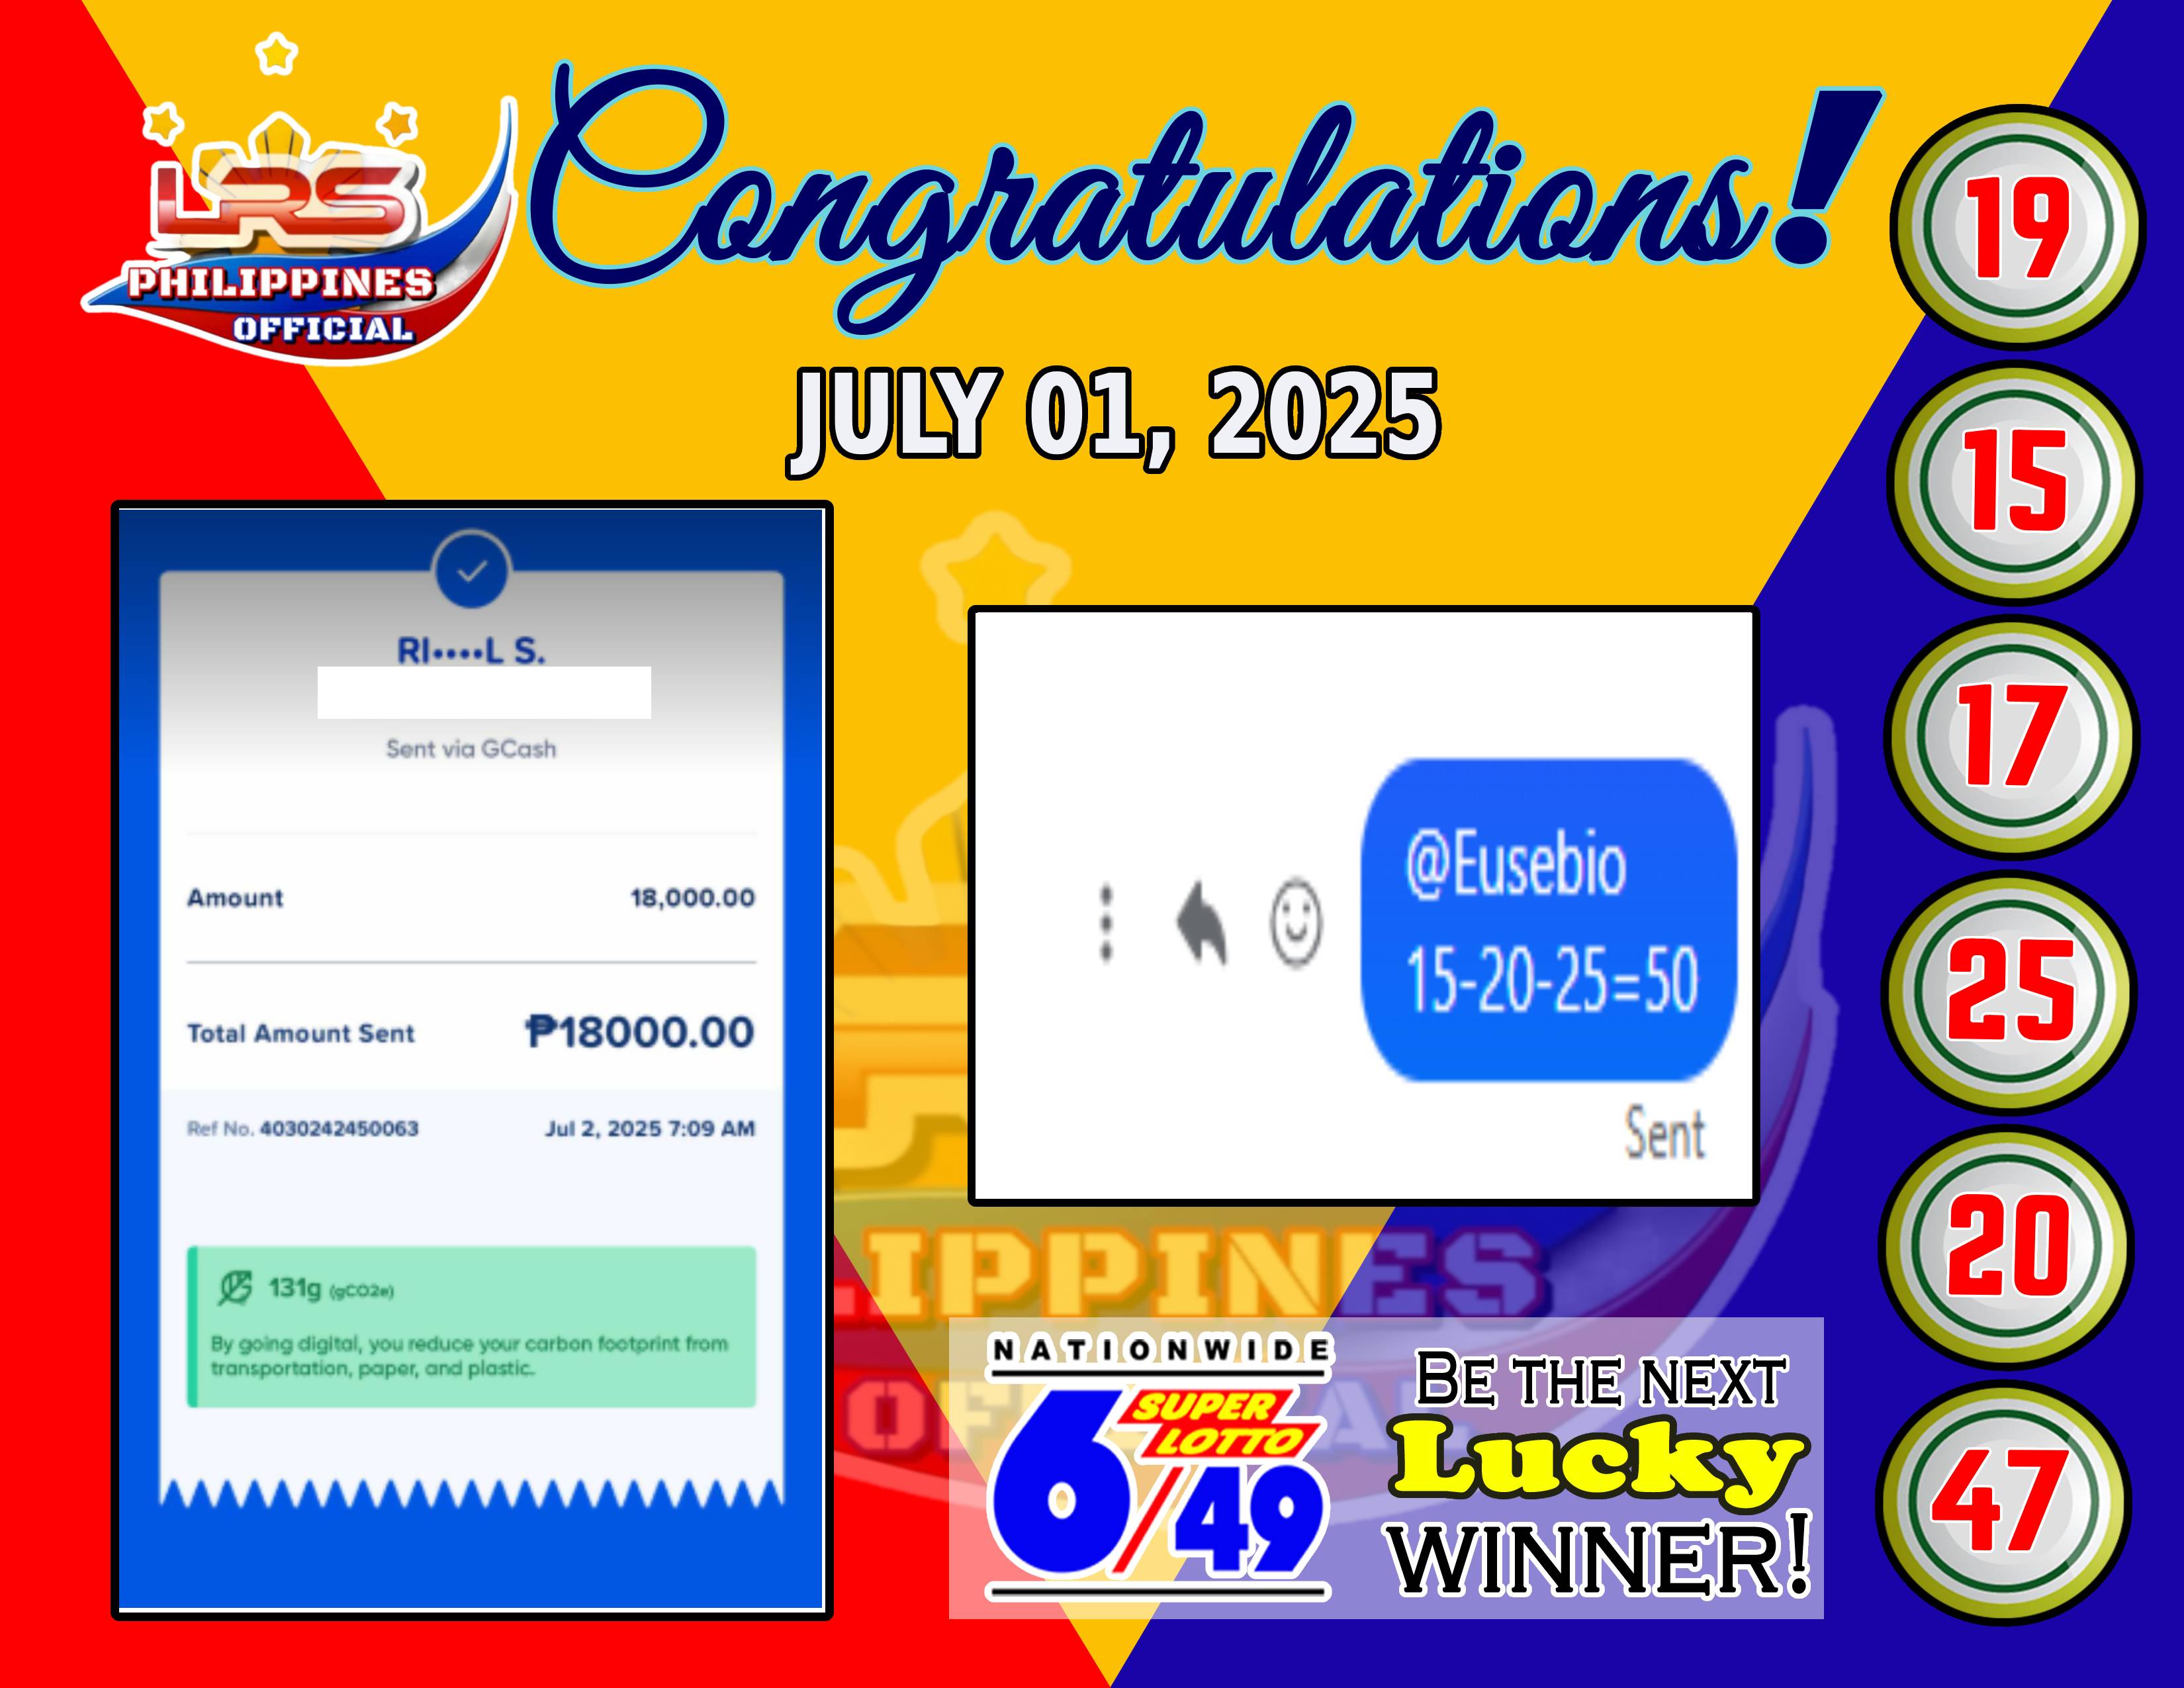 LRS
PHILIPPINES
OFFICIAL
Congratulations!
JULY 01, 2025
RI••••L S.
Sent via GCash
Amount 18,000.00
Total Amount Sent ₱18000.00
Ref No. 4030242450063 Jul 2, 2025 7:09 AM
131g (gCO2e)
By going digital, you reduce your carbon footprint from
transportation, paper, and plastic.
@Eusebio
15-20-25=50
Sent
NATIONWIDE
SUPER
LOTTO
6/49
BE THE NEXT
Lucky
WINNER!
19
15
17
25
20
47